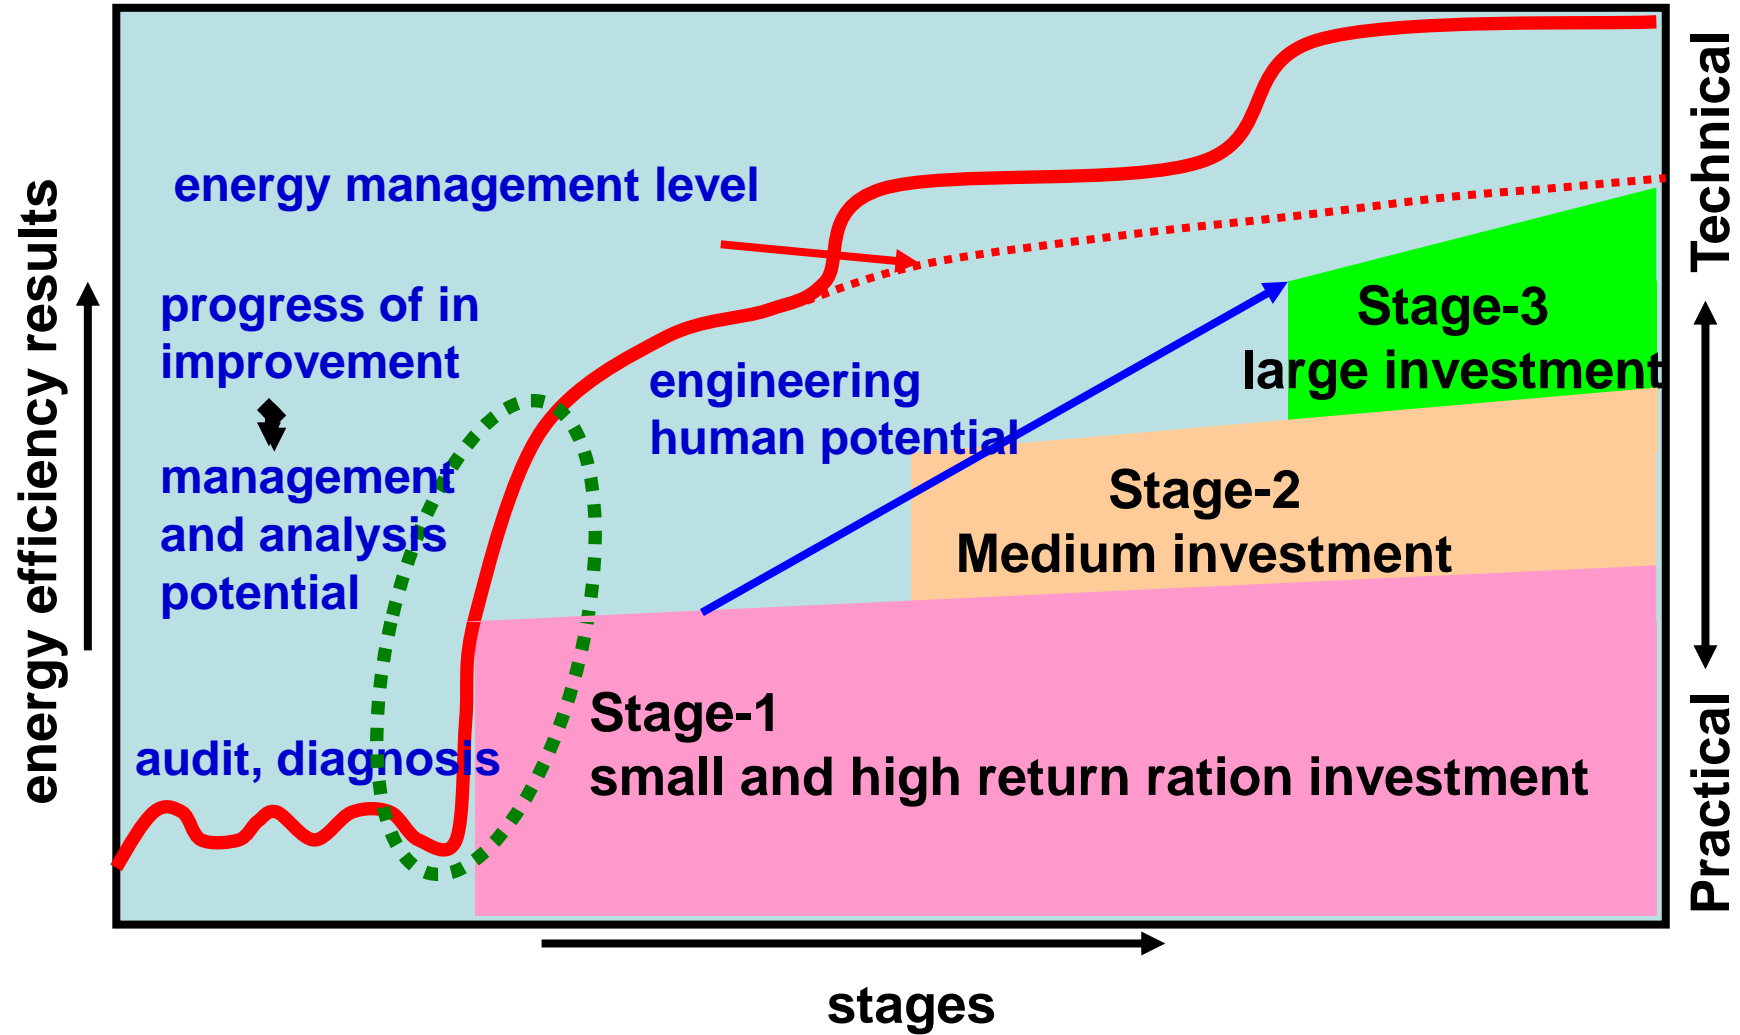 energy management level
progress of in
improvement
management
and analysis
potential
audit, diagnosis
engineering
human potential
Stage-3
large investment
Stage-2
Medium investment
Stage-1
small and high return ration investment
energy efficiency results
stages
Technical
Practical